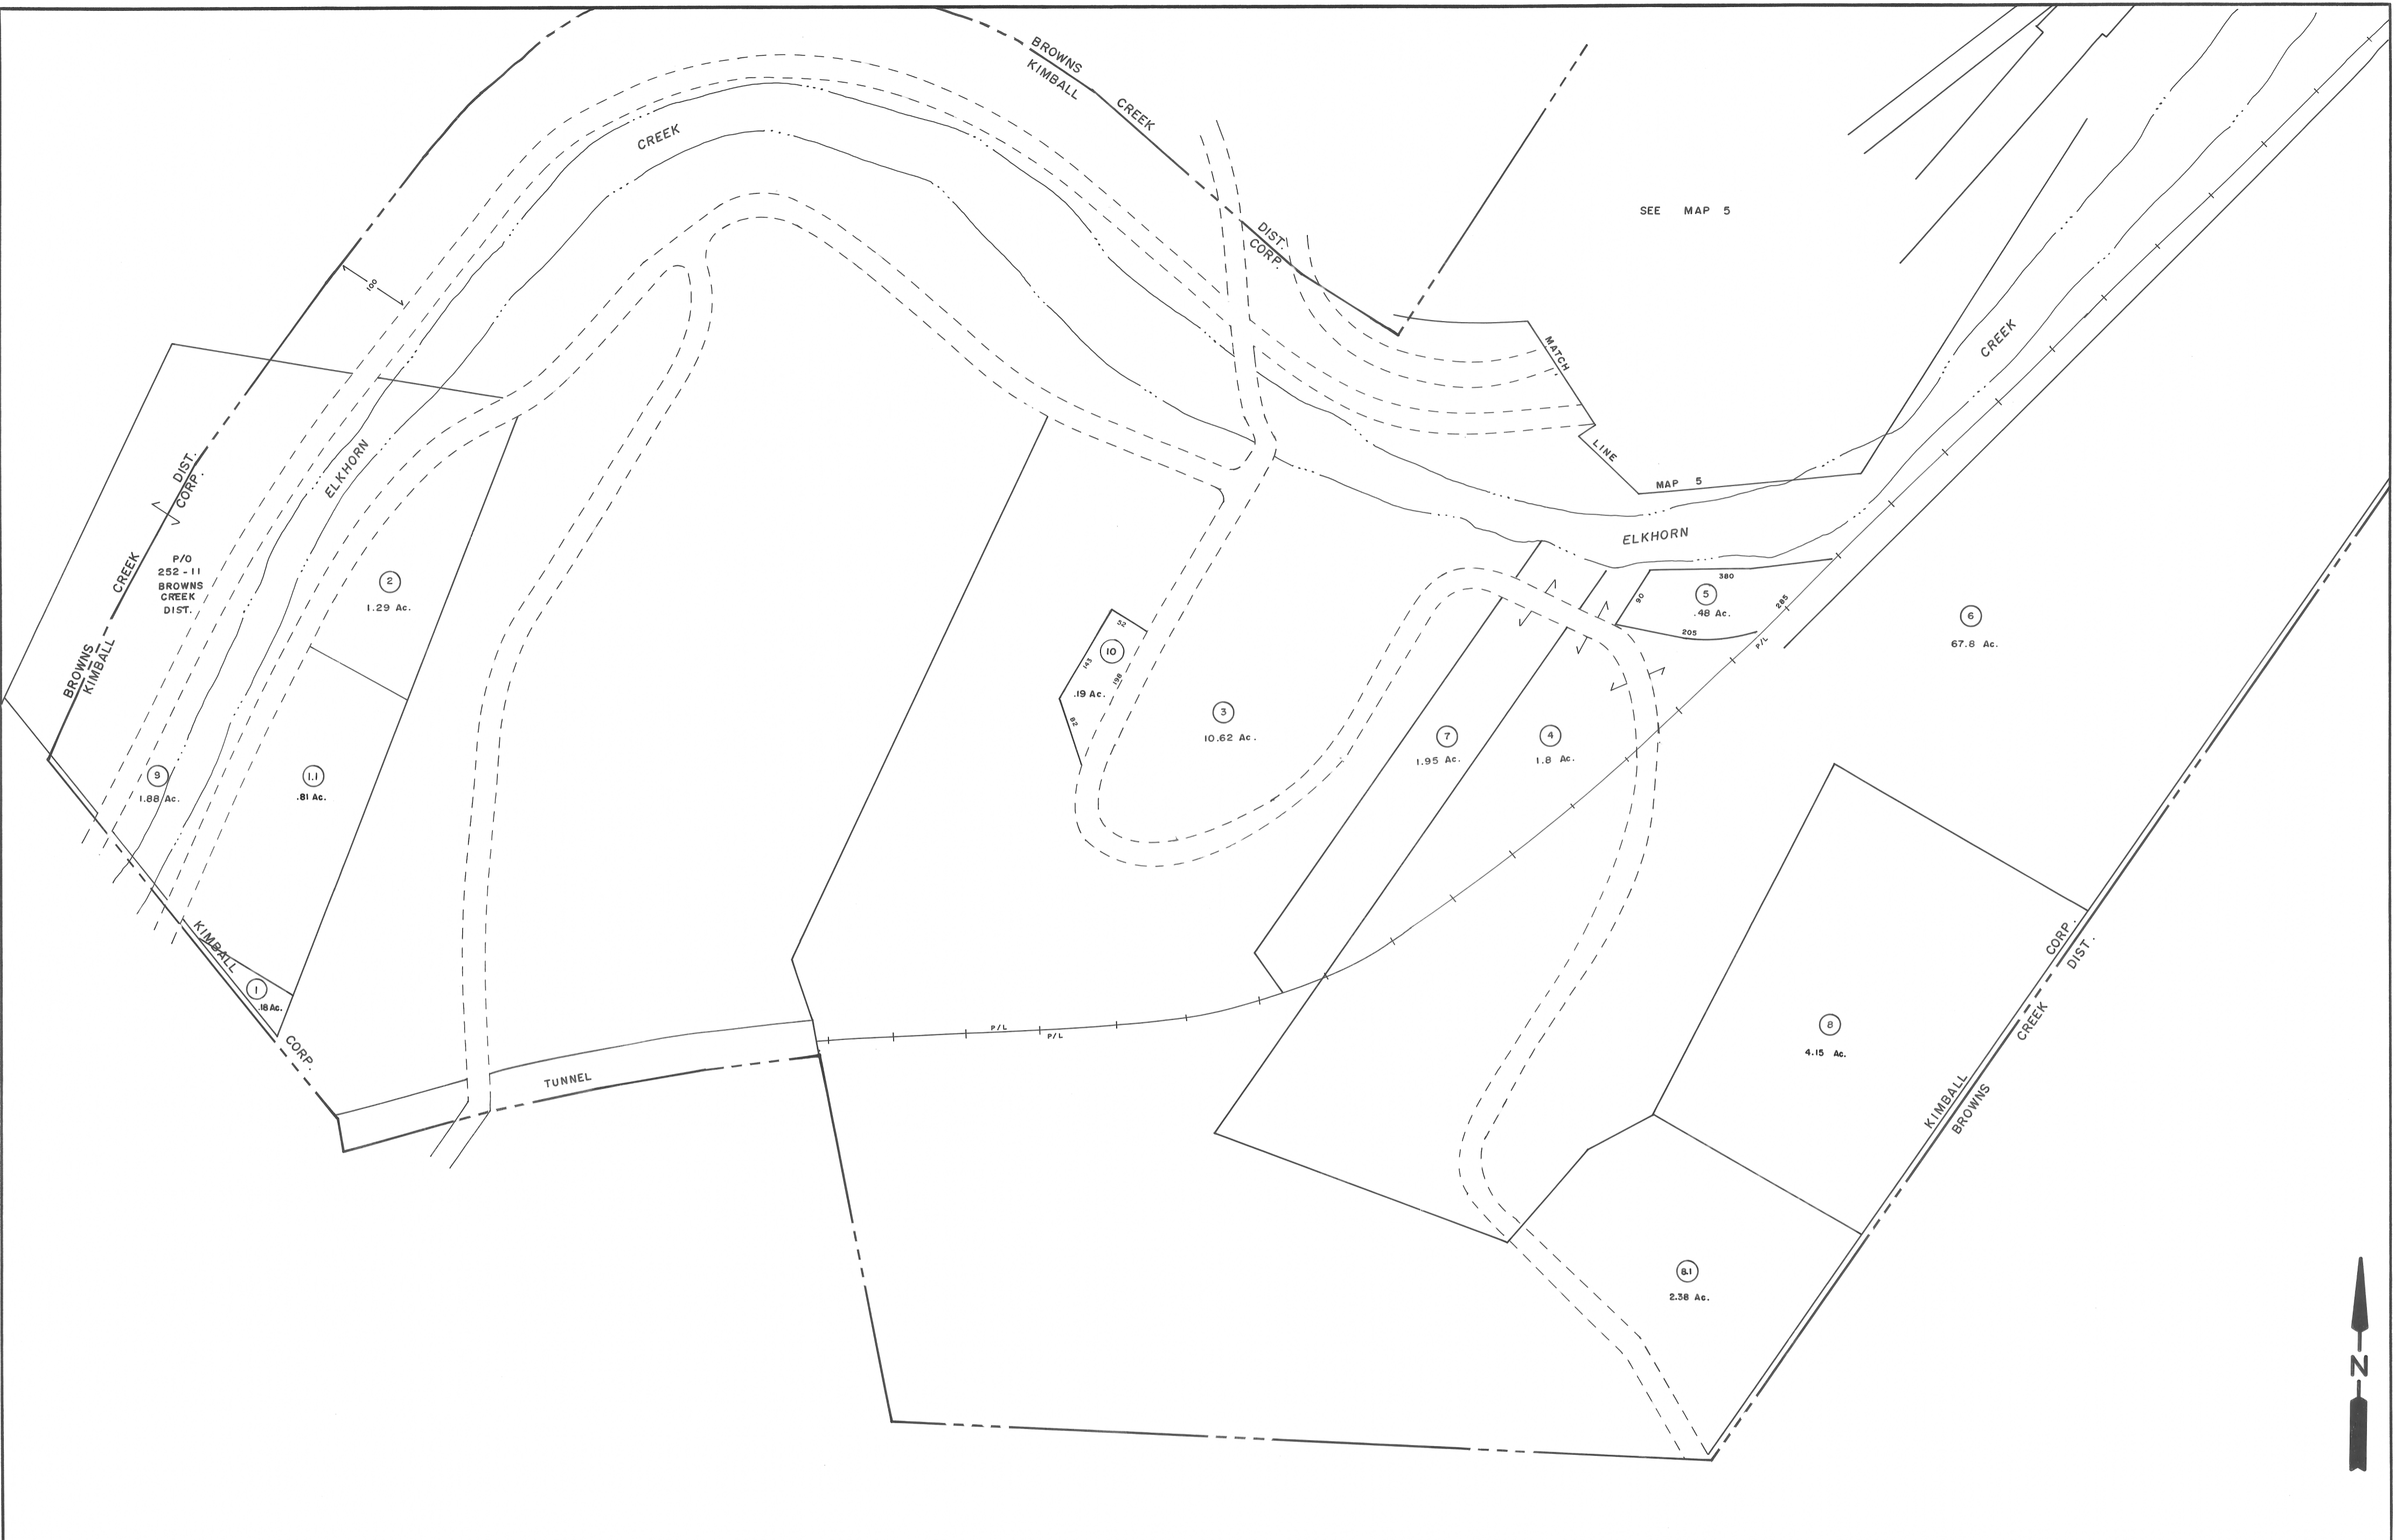 BROWNS CREEK DIST.
KIMBALL CORP.
CREEK
SEE MAP 5
100
MATCH
LINE
MAP 5
CREEK
ELKHORN
ELKHORN
BROWNS CREEK DIST.
KIMBALL CORP.
P/O
252-11
BROWNS
CREEK
DIST.
2
1.29 Ac.
380
5
.48 Ac.
90
205
285
P/L
6
67.8 Ac.
52
10
143
198
.19 Ac.
82
3
10.62 Ac.
7
1.95 Ac.
4
1.8 Ac.
9
1.88 Ac.
1.1
.81 Ac.
KIMBALL CORP.
1
.18 Ac.
TUNNEL
P/L
P/L
8
4.15 Ac.
KIMBALL CORP.
BROWNS CREEK DIST.
8.1
2.38 Ac.
N